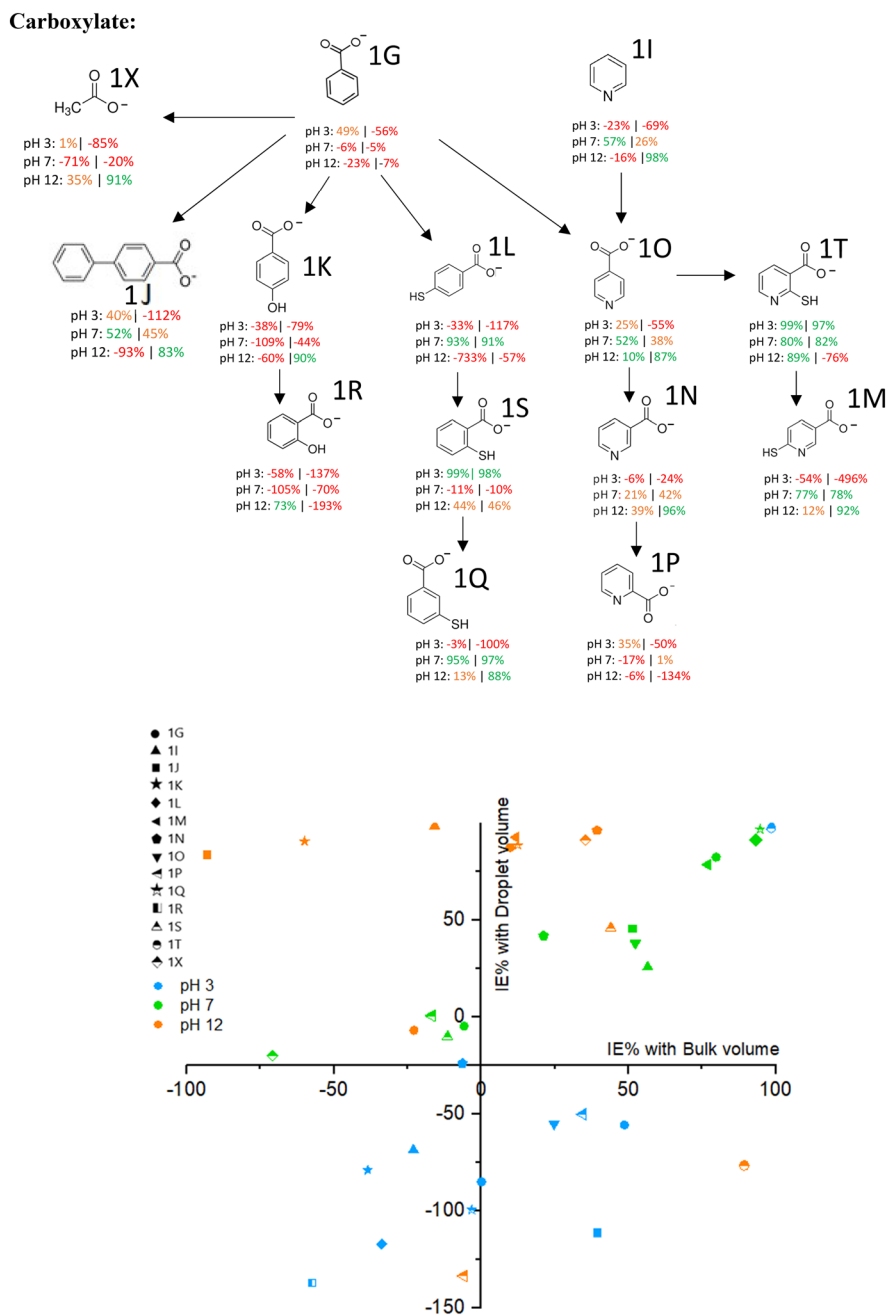 Carboxylate:
1X
O
H3C
O−
pH 3: 1%| -85%
pH 7: -71% | -20%
pH 12: 35% | 91%
1G
O
O−
pH 3: 49% | -56%
pH 7: -6% | -5%
pH 12: -23% | -7%
1I
N
pH 3: -23% | -69%
pH 7: 57% |26%
pH 12: -16% |98%
1J
O
O−
pH 3: 40%| -112%
pH 7: 52% |45%
pH 12: -93% | 83%
1K
O
O−
OH
pH 3: -38%| -79%
pH 7: -109% |-44%
pH 12: -60% |90%
1L
O
O−
HS
pH 3: -33% | -117%
pH 7: 93% | 91%
pH 12: -733% | -57%
1O
O
O−
N
pH 3: 25%| -55%
pH 7: 52% | 38%
pH 12: 10% |87%
1T
O
O−
N
SH
pH 3: 99%| 97%
pH 7: 80% | 82%
pH 12: 89% | -76%
1R
O
O−
OH
pH 3: -58% | -137%
pH 7: -105% | -70%
pH 12: 73% | -193%
1S
O
O−
SH
pH 3: 99%| 98%
pH 7: -11% | -10%
pH 12: 44% | 46%
1N
O
O−
N
pH 3: -6% | -24%
pH 7: 21% | 42%
pH 12: 39% |96%
1M
O
O−
HS
N
pH 3: -54% | -496%
pH 7: 77% | 78%
pH 12: 12% | 92%
1Q
O
O−
SH
pH 3: -3%| -100%
pH 7: 95% | 97%
pH 12: 13% | 88%
1P
N
O−
O
pH 3: 35%| -50%
pH 7: -17% | 1%
pH 12: -6% | -134%
1G
1I
1J
1K
1L
1M
1N
1O
1P
1Q
1R
1S
1T
1X
pH 3
pH 7
pH 12
IE% with Droplet volume
50
0
IE% with Bulk volume
-100
-50
0
50
100
-50
-100
-150